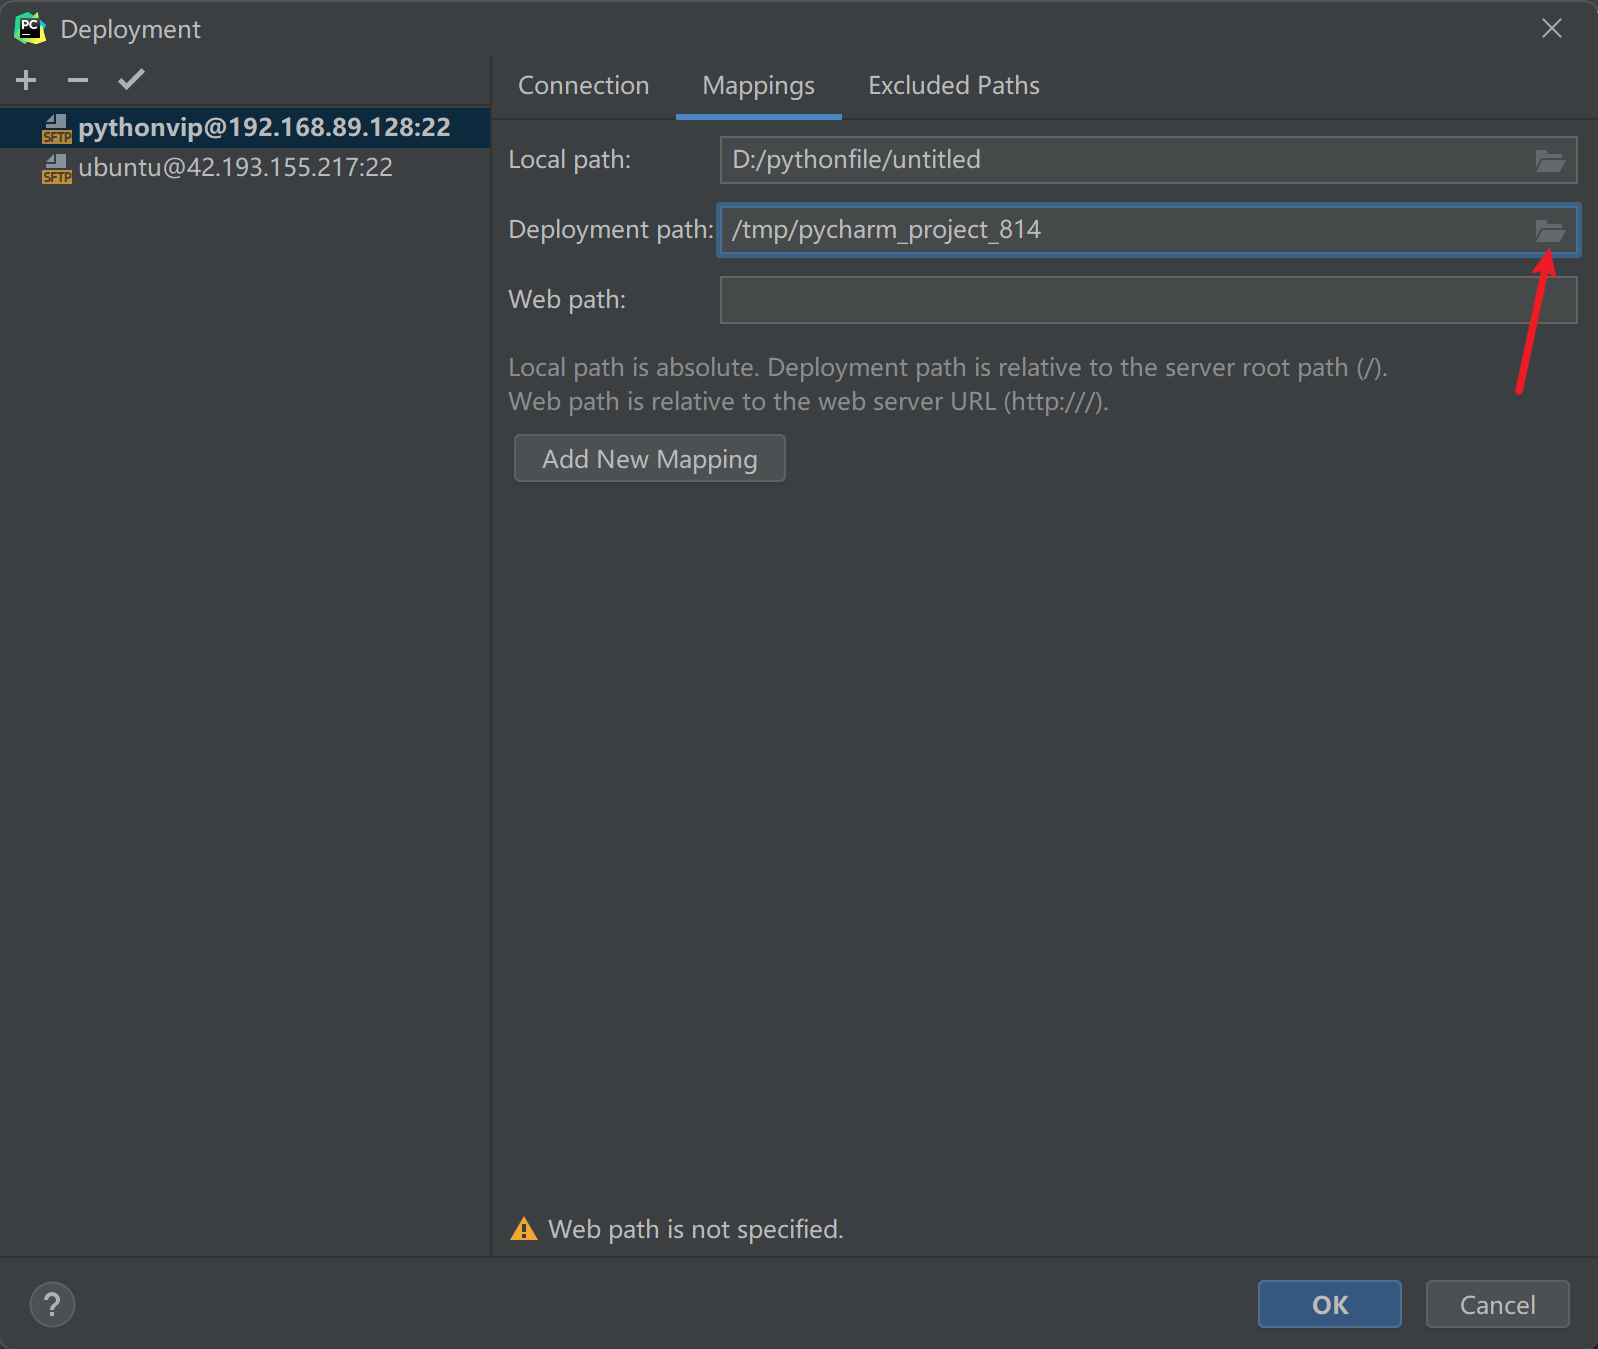 PC Deployment
Connection Mappings Excluded Paths
SFTP pythonvip@192.168.89.128:22
SFTP ubuntu@42.193.155.217:22
Local path: D:/pythonfile/untitled
Deployment path: /tmp/pycharm_project_814
Web path:
Local path is absolute. Deployment path is relative to the server root path (/).
Web path is relative to the web server URL (http:///).
Add New Mapping
Web path is not specified.
? OK Cancel